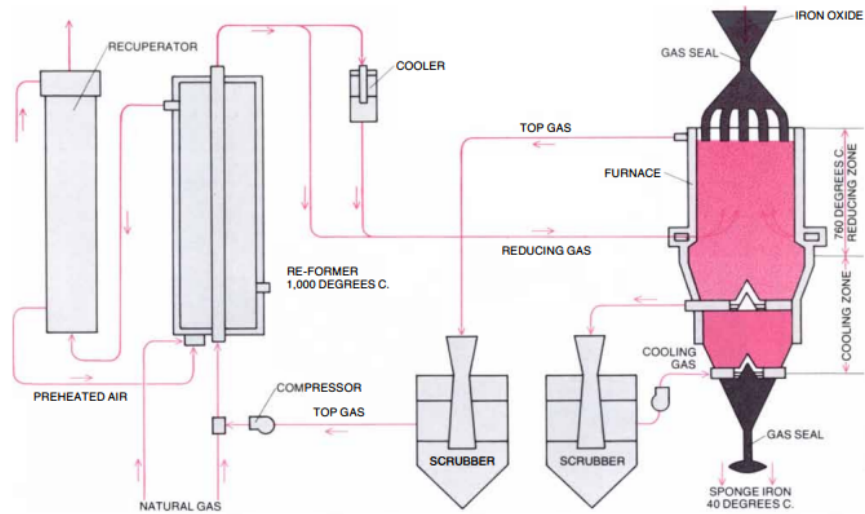 IRON OXIDE
RECUPERATOR
GAS SEAL
COOLER
TOP GAS
FURNACE
760 DEGREES C.
REDUCING ZONE
REDUCING GAS
RE-FORMER
1,000 DEGREES C.
COOLING ZONE
COOLING
GAS
PREHEATED AIR
COMPRESSOR
TOP GAS
GAS SEAL
SCRUBBER
SCRUBBER
NATURAL GAS
SPONGE IRON
40 DEGREES C.